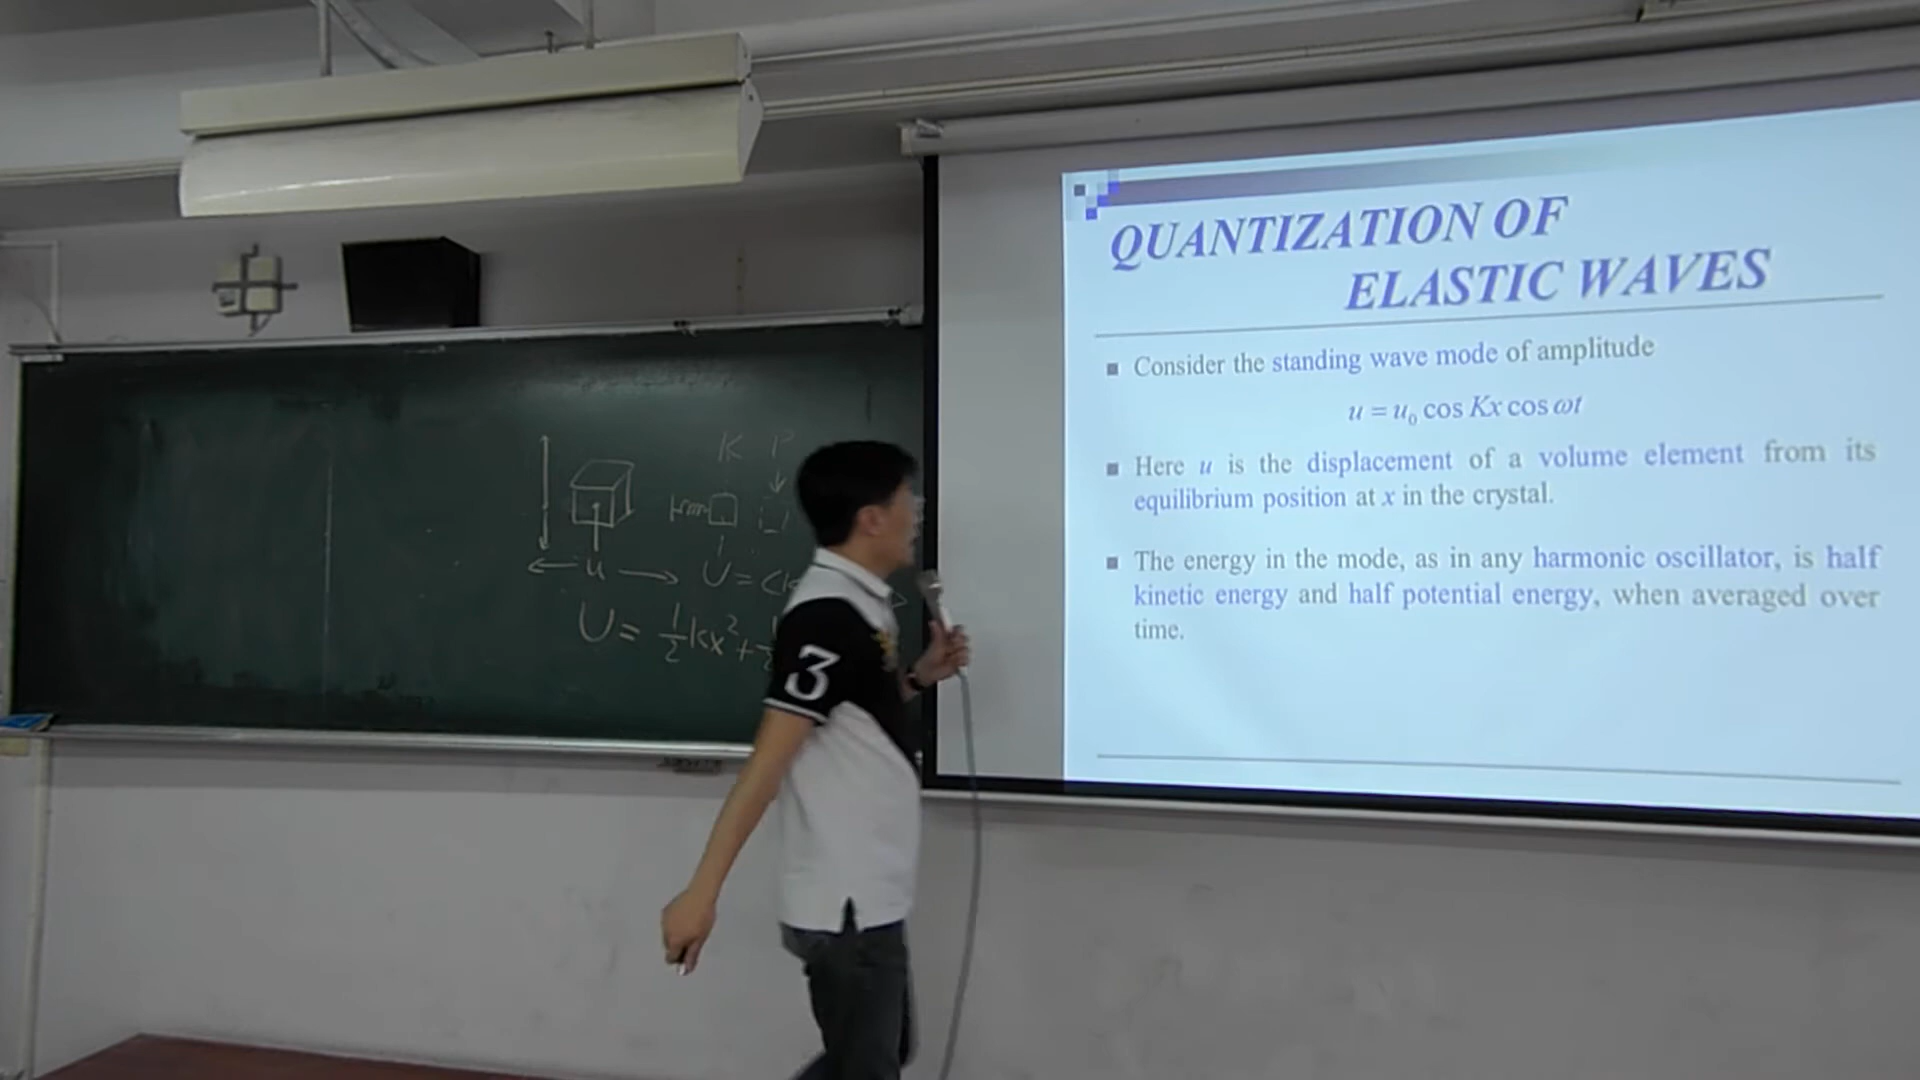 QUANTIZATION OF
ELASTIC WAVES
▪ Consider the standing wave mode of amplitude
u = u₀ cos Kx cos ωt
▪ Here u is the displacement of a volume element from its
equilibrium position at x in the crystal.
▪ The energy in the mode, as in any harmonic oscillator, is half
kinetic energy and half potential energy, when averaged over
time.
K P
u
U = <k
U = ½kx² +
3